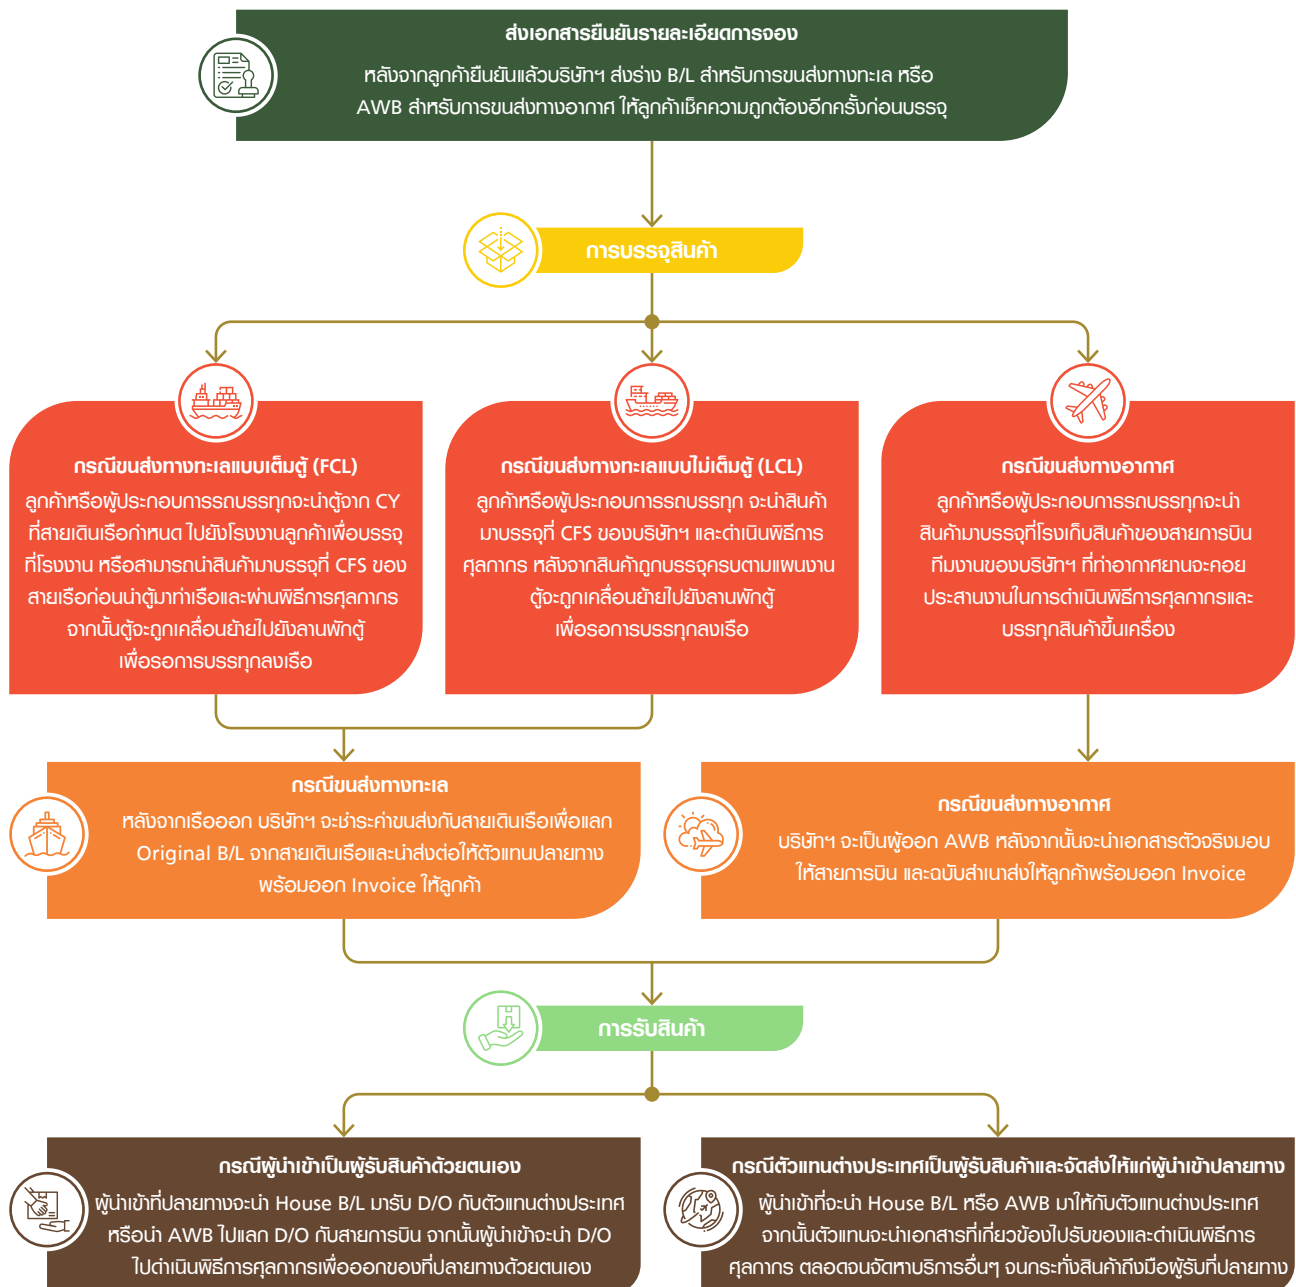 ส่งเอกสารยืนยันรายละเอียดการจอง
หลังจากลูกค้ายืนยันแล้วบริษัทฯ ส่งร่าง B/L สำหรับการขนส่งทางทะเล หรือ
AWB สำหรับการขนส่งทางอากาศ ให้ลูกค้าเช็คความถูกต้องอีกครั้งก่อนบรรจุ
การบรรจุสินค้า
กรณีขนส่งทางทะเลแบบเต็มตู้ (FCL)
ลูกค้าหรือผู้ประกอบการรถบรรทุกจะนำตู้จาก CY
ที่สายเดินเรือกำหนด ไปยังโรงงานลูกค้าเพื่อบรรจุ
ที่โรงงาน หรือสามารถนำสินค้ามาบรรจุที่ CFS ของ
สายเรือก่อนนำตู้มาท่าเรือและผ่านพิธีการศุลกากร
จากนั้นตู้จะถูกเคลื่อนย้ายไปยังลานพักตู้
เพื่อรอการบรรทุกลงเรือ
กรณีขนส่งทางทะเลแบบไม่เต็มตู้ (LCL)
ลูกค้าหรือผู้ประกอบการรถบรรทุก จะนำสินค้า
มาบรรจุที่ CFS ของบริษัทฯ และดำเนินพิธีการ
ศุลกากร หลังจากสินค้าถูกบรรจุครบตามแผนงาน
ตู้จะถูกเคลื่อนย้ายไปยังลานพักตู้
เพื่อรอการบรรทุกลงเรือ
กรณีขนส่งทางอากาศ
ลูกค้าหรือผู้ประกอบการรถบรรทุกจะนำ
สินค้ามาบรรจุที่โรงเก็บสินค้าของสายการบิน
ทีมงานของบริษัทฯ ที่ท่าอากาศยานจะคอย
ประสานงานในการดำเนินพิธีการศุลกากรและ
บรรทุกสินค้าขึ้นเครื่อง
กรณีขนส่งทางทะเล
หลังจากเรือออก บริษัทฯ จะชำระค่าขนส่งกับสายเดินเรือเพื่อแลก
Original B/L จากสายเดินเรือและนำส่งต่อให้ตัวแทนปลายทาง
พร้อมออก Invoice ให้ลูกค้า
กรณีขนส่งทางอากาศ
บริษัทฯ จะเป็นผู้ออก AWB หลังจากนั้นจะนำเอกสารตัวจริงมอบ
ให้สายการบิน และฉบับสำเนาส่งให้ลูกค้าพร้อมออก Invoice
การรับสินค้า
กรณีผู้นำเข้าเป็นผู้รับสินค้าด้วยตนเอง
ผู้นำเข้าที่ปลายทางจะนำ House B/L มารับ D/O กับตัวแทนต่างประเทศ
หรือนำ AWB ไปแลก D/O กับสายการบิน จากนั้นผู้นำเข้าจะนำ D/O
ไปดำเนินพิธีการศุลกากรเพื่อออกของที่ปลายทางด้วยตนเอง
กรณีตัวแทนต่างประเทศเป็นผู้รับสินค้าและจัดส่งให้แก่ผู้นำเข้าปลายทาง
ผู้นำเข้าที่จะนำ House B/L หรือ AWB มาให้กับตัวแทนต่างประเทศ
จากนั้นตัวแทนจะนำเอกสารที่เกี่ยวข้องไปรับของและดำเนินพิธีการ
ศุลกากร ตลอดจนจัดหาบริการอื่นๆ จนกระทั่งสินค้าถึงมือผู้รับที่ปลายทาง